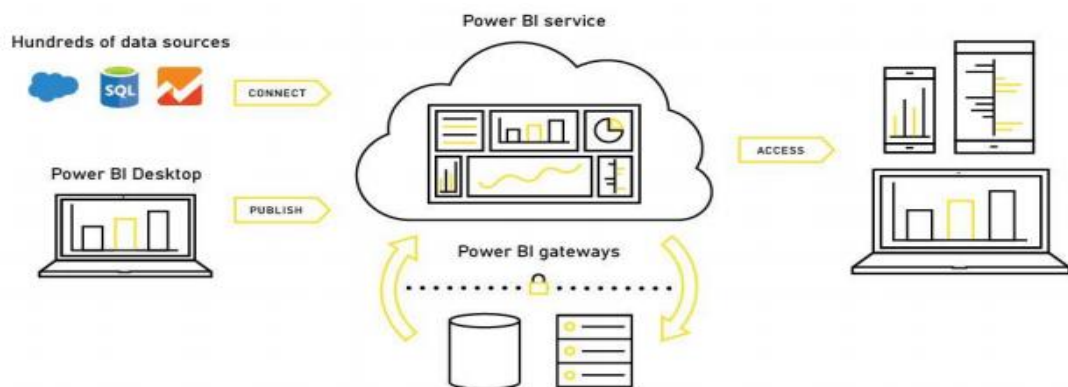 Power BI service
Hundreds of data sources
SQL
CONNECT
ACCESS
Power BI Desktop
PUBLISH
Power BI gateways